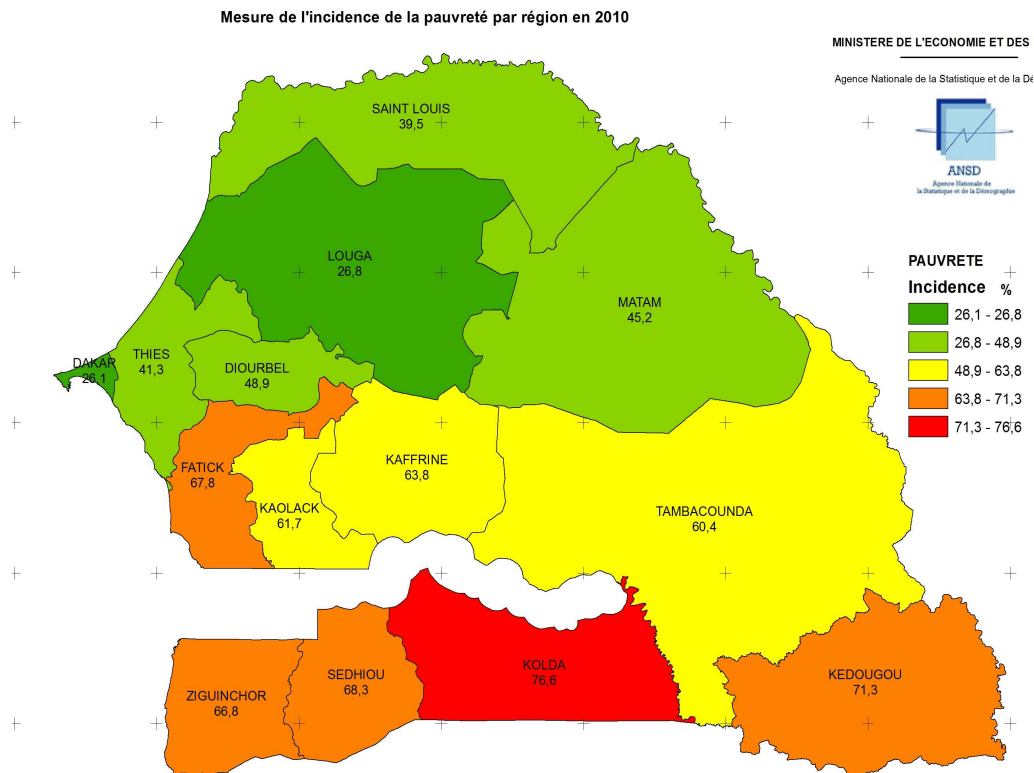 Mesure de l'incidence de la pauvreté par région en 2010
MINISTERE DE L'ECONOMIE ET DES
Agence Nationale de la Statistique et de la Dé
ANSD
Agence Nationale de
la Statistique et de la Démographie
SAINT LOUIS
39,5
LOUGA
26,8
MATAM
45,2
PAUVRETE
Incidence %
26,1 - 26,8
26,8 - 48,9
48,9 - 63,8
63,8 - 71,3
71,3 - 76,6
DAKAR
26,1
THIES
41,3
DIOURBEL
48,9
FATICK
67,8
KAOLACK
61,7
KAFFRINE
63,8
TAMBACOUNDA
60,4
ZIGUINCHOR
66,8
SEDHIOU
68,3
KOLDA
76,6
KEDOUGOU
71,3